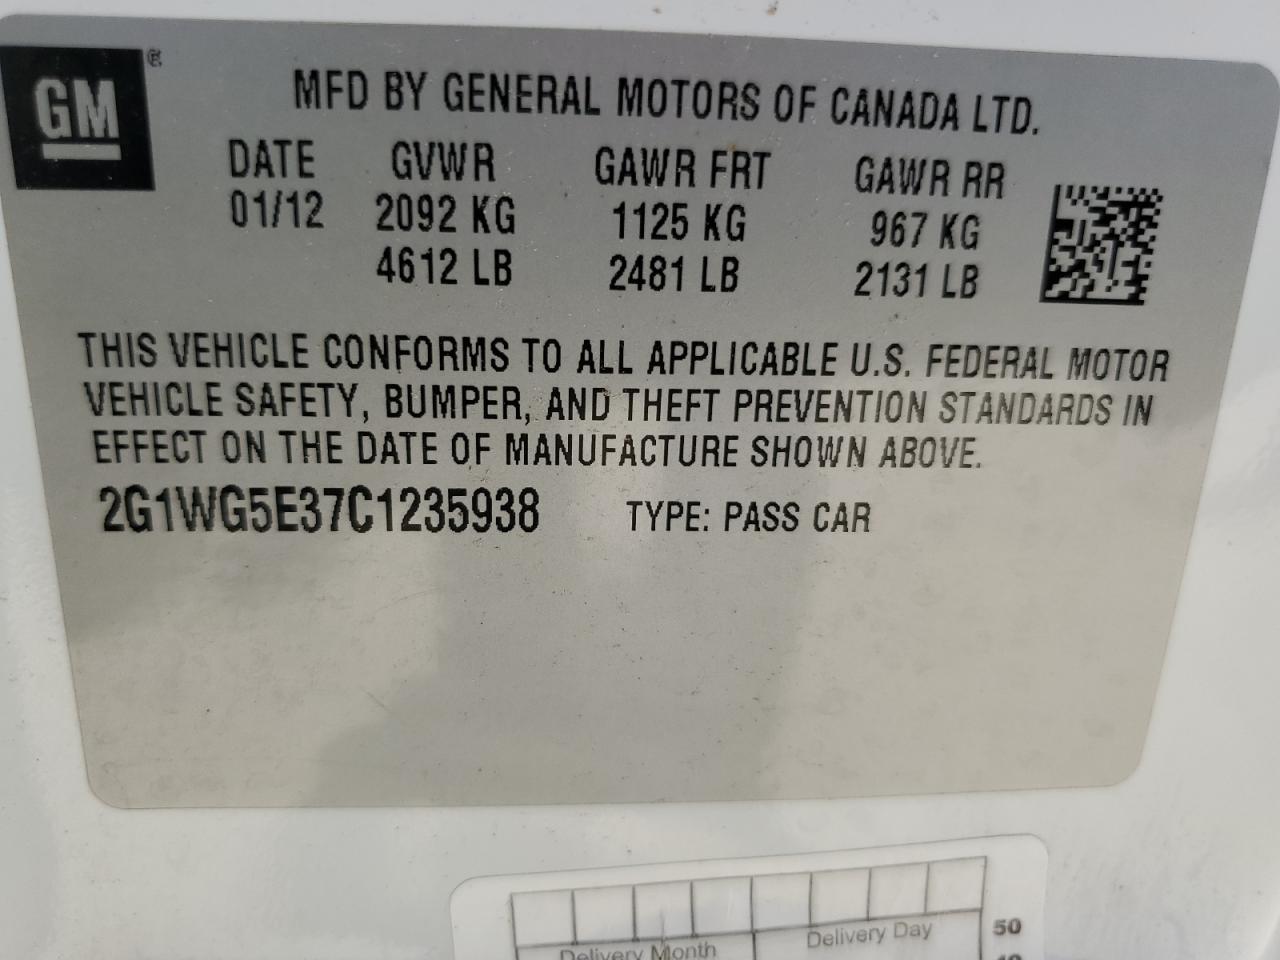 GM ®
MFD BY GENERAL MOTORS OF CANADA LTD.
DATE GVWR GAWR FRT GAWR RR
01/12 2092 KG 1125 KG 967 KG
4612 LB 2481 LB 2131 LB
THIS VEHICLE CONFORMS TO ALL APPLICABLE U.S. FEDERAL MOTOR
VEHICLE SAFETY, BUMPER, AND THEFT PREVENTION STANDARDS IN
EFFECT ON THE DATE OF MANUFACTURE SHOWN ABOVE.
2G1WG5E37C1235938 TYPE: PASS CAR
50
Delivery Month Delivery Day